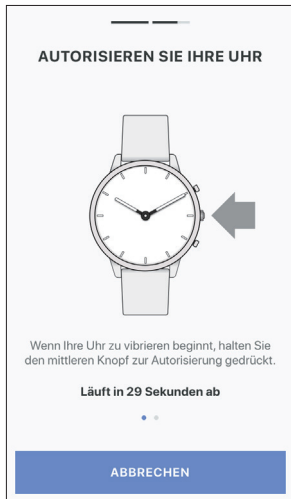 AUTORISIEREN SIE IHRE UHR
Wenn Ihre Uhr zu vibrieren beginnt, halten Sie
den mittleren Knopf zur Autorisierung gedrückt.
Läuft in 29 Sekunden ab
ABBRECHEN